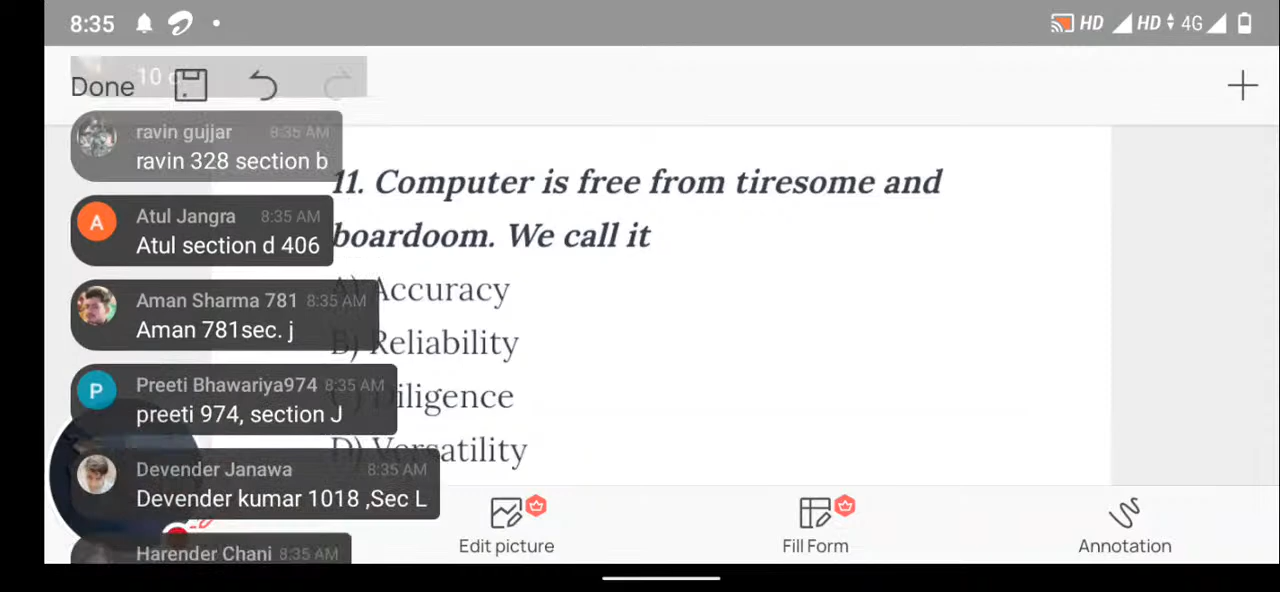 8:35
HD HD 4G
Done
10
ravin gujjar 8:35 AM
ravin 328 section b
Atul Jangra 8:35 AM
Atul section d 406
Aman Sharma 781 8:35 AM
Aman 781sec. j
Preeti Bhawariya974 8:35 AM
P
A
preeti 974, section J
Devender Janawa 8:35 AM
Devender kumar 1018 ,Sec L
Harender Chani 8:35 AM
11. Computer is free from tiresome and
boardoom. We call it
A) Accuracy
B) Reliability
C) Diligence
D) Versatility
Edit picture
Fill Form
Annotation